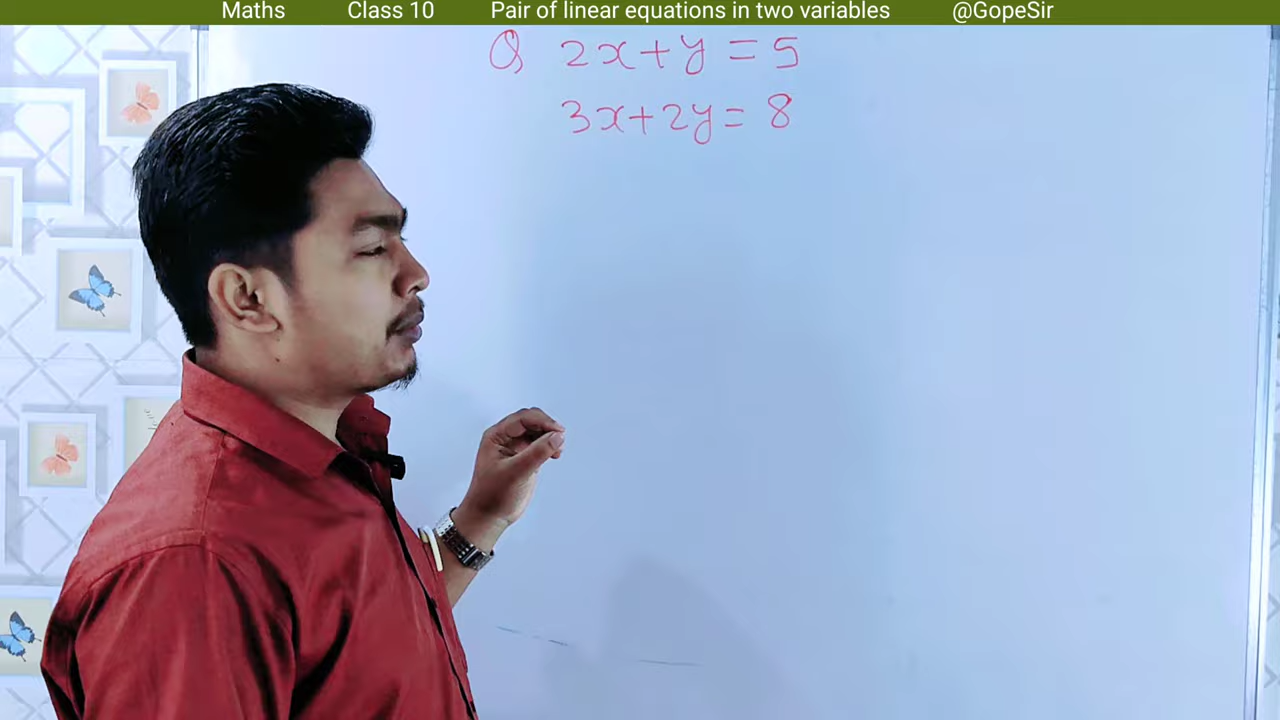 Maths Class 10 Pair of linear equations in two variables @GopeSir
Q 2x+y=5
3x+2y=8